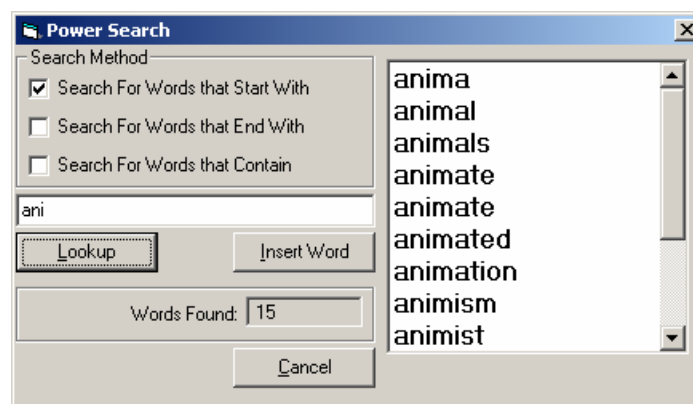 Power Search
Search Method
Search For Words that Start With
Search For Words that End With
Search For Words that Contain
ani
Lookup
Insert Word
Words Found: 15
Cancel
anima
animal
animals
animate
animate
animated
animation
animism
animist